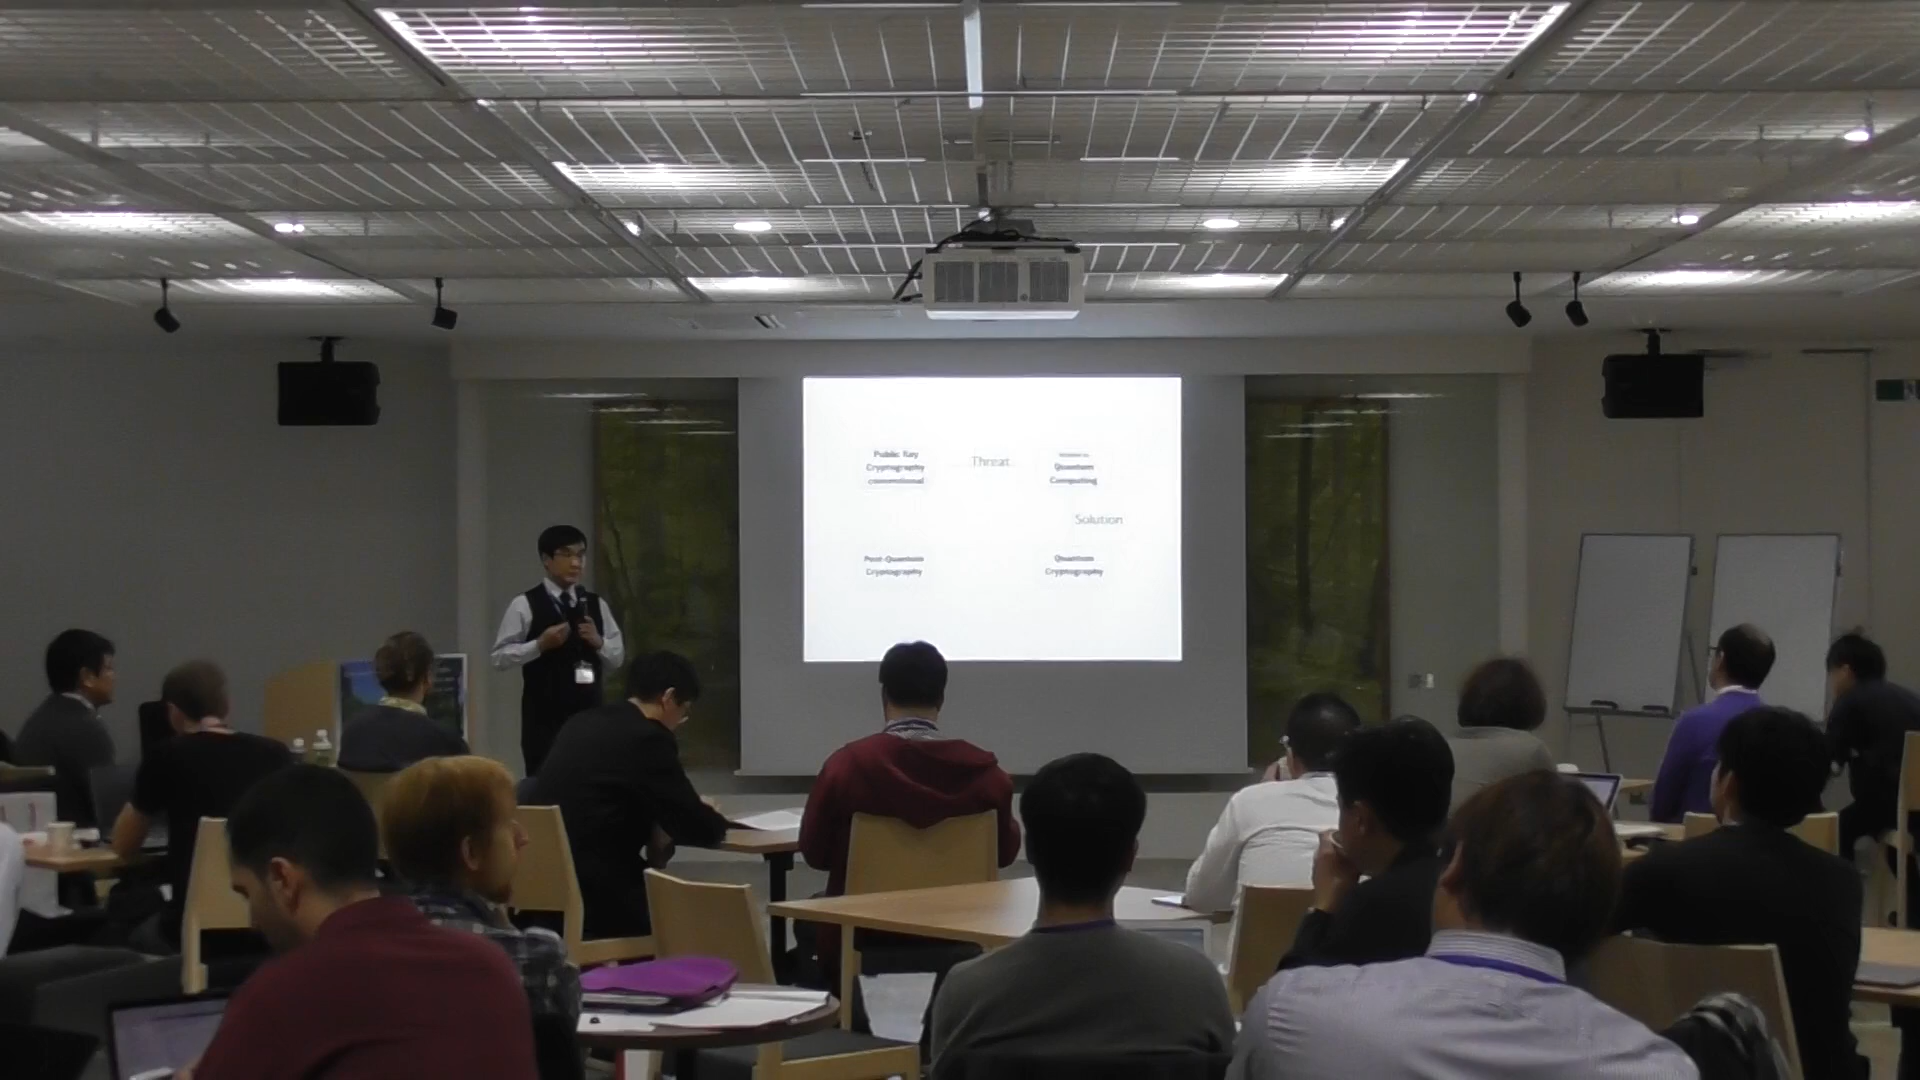 Public Key
Cryptography
conventional
Threat
Quantum
Computing
Solution
Post-Quantum
Cryptography
Quantum
Cryptography